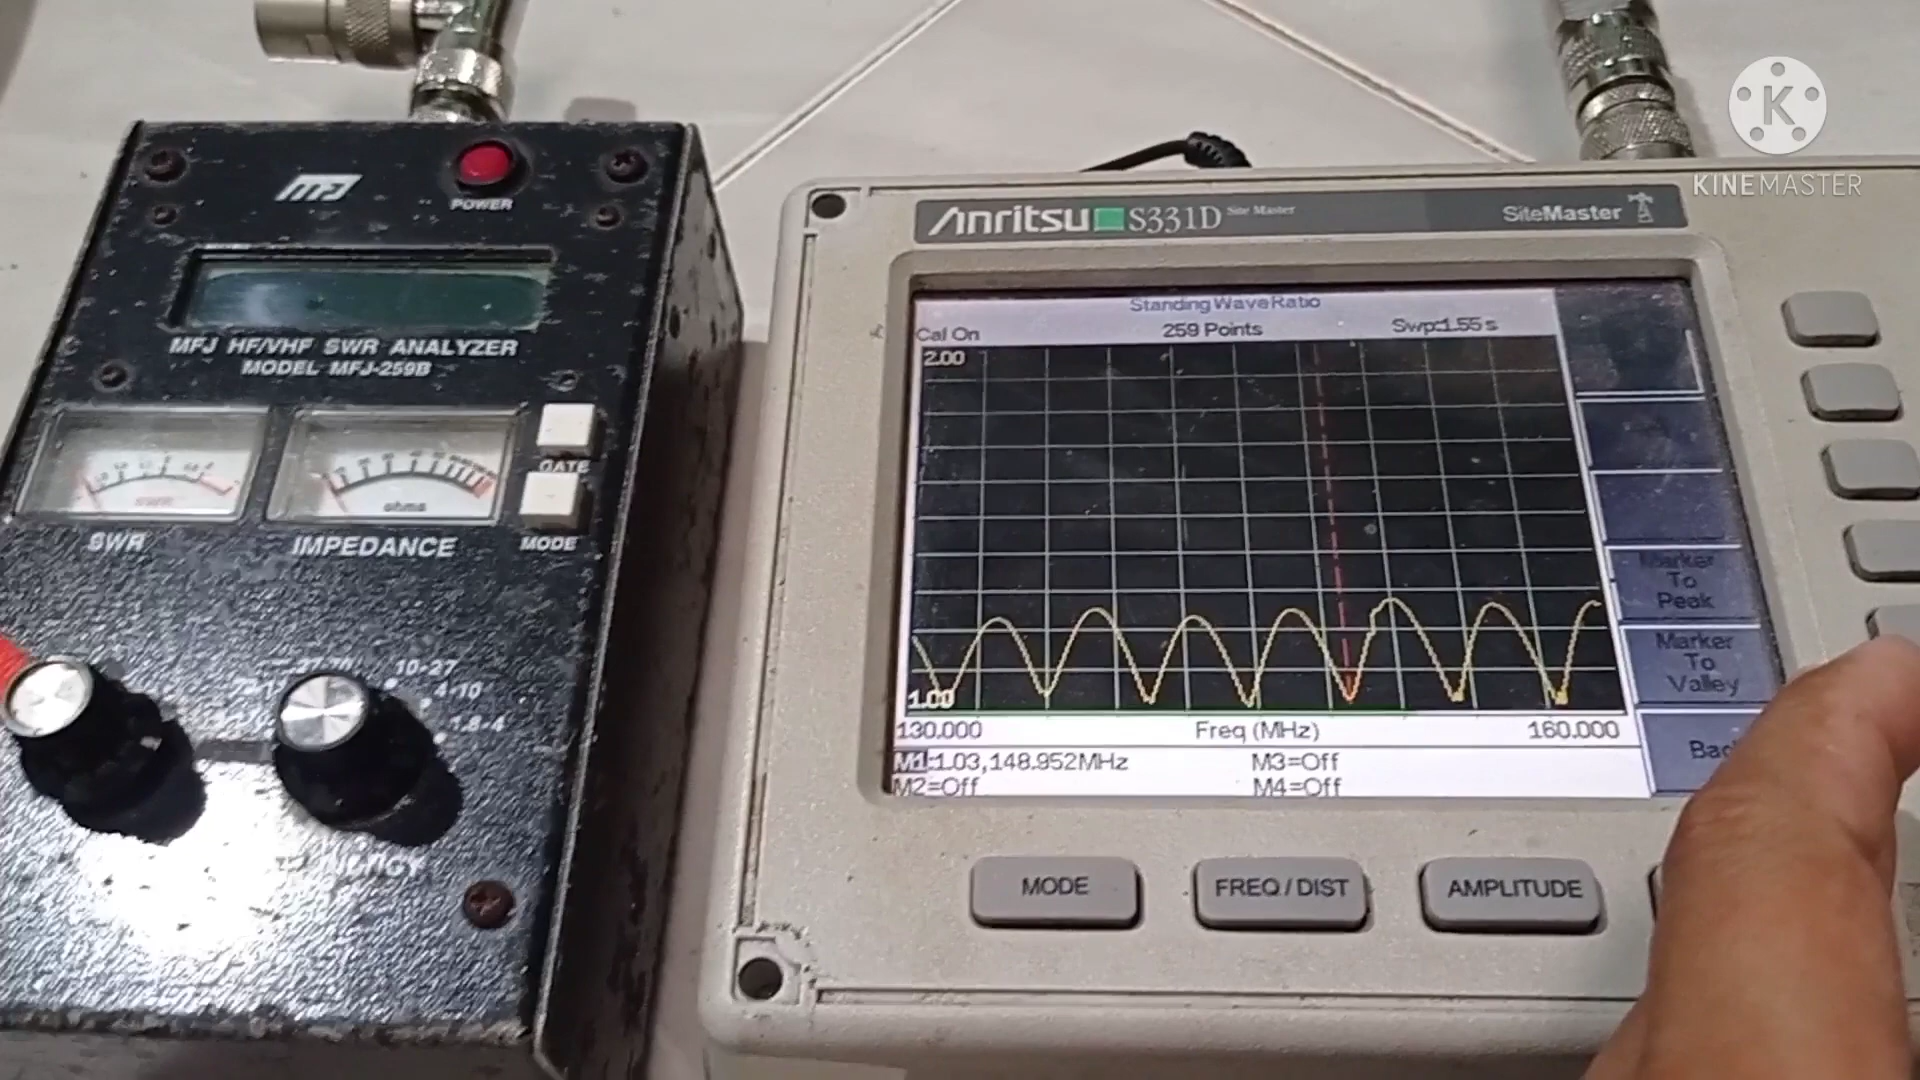 KINEMASTER
MFJ
POWER
MFJ HF/VHF SWR ANALYZER
MODEL MFJ-259B
SWR
ohms
GATE
SWR
IMPEDANCE
MODE
27-70
10-27
4-10
1.8-4
Anritsu S331D Site Master
SiteMaster
Standing Wave Ratio
Cal On
259 Points
Swp:1.55 s
2.00
1.00
130.000
Freq (MHz)
160.000
M1:1.03,148.952MHz
M3=Off
M2=Off
M4=Off
Marker
To
Peak
Marker
To
Valley
MODE
FREQ / DIST
AMPLITUDE